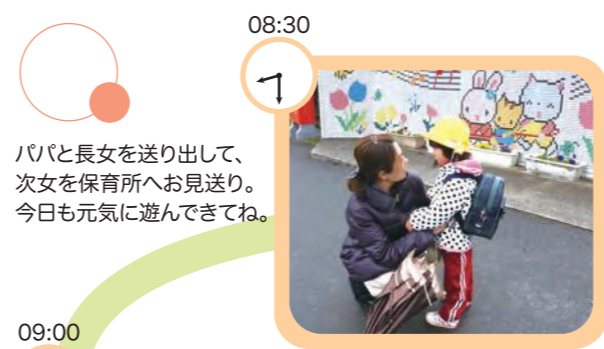 08:30
パパと長女を送り出して、
次女を保育所へお見送り。
今日も元気に遊んできてね。
09:00